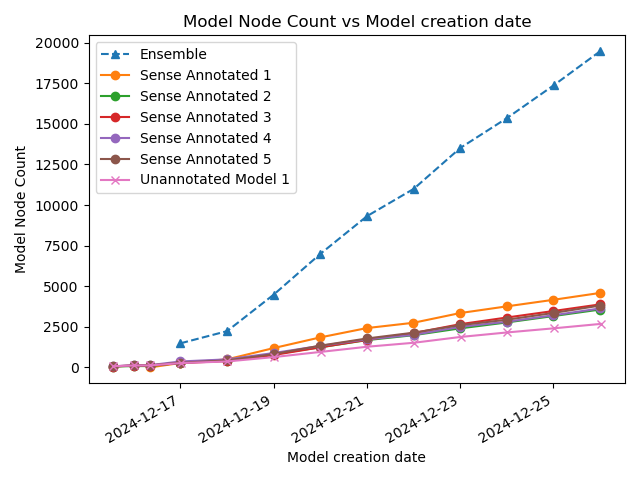 Model Node Count vs Model creation date
20000
17500
15000
12500
10000
7500
5000
2500
0
Model Node Count
Ensemble
Sense Annotated 1
Sense Annotated 2
Sense Annotated 3
Sense Annotated 4
Sense Annotated 5
Unannotated Model 1
2024-12-17
2024-12-19
2024-12-21
2024-12-23
2024-12-25
Model creation date